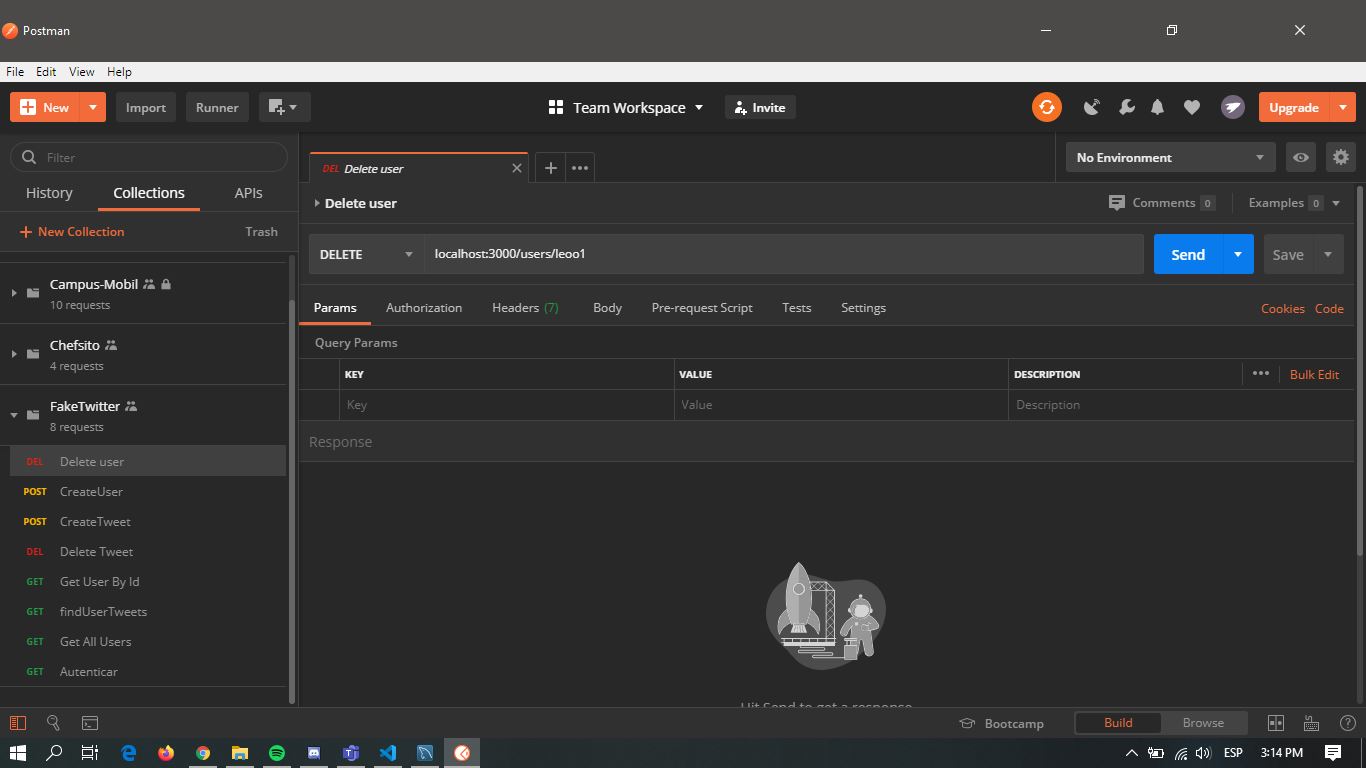 Postman
File Edit View Help
New Import Runner Team Workspace Invite Upgrade
Filter
History Collections APIs
New Collection Trash
Campus-Mobil
10 requests
Chefsito
4 requests
FakeTwitter
8 requests
DEL Delete user
POST CreateUser
POST CreateTweet
DEL Delete Tweet
GET Get User By Id
GET findUserTweets
GET Get All Users
GET Autenticar
DEL Delete user
No Environment
Delete user
Comments 0 Examples 0
DELETE localhost:3000/users/leoo1 Send Save
Params Authorization Headers (7) Body Pre-request Script Tests Settings Cookies Code
Query Params
KEY VALUE DESCRIPTION Bulk Edit
Key Value Description
Response
Hit Send to get a response
Bootcamp Build Browse
ESP 3:14 PM